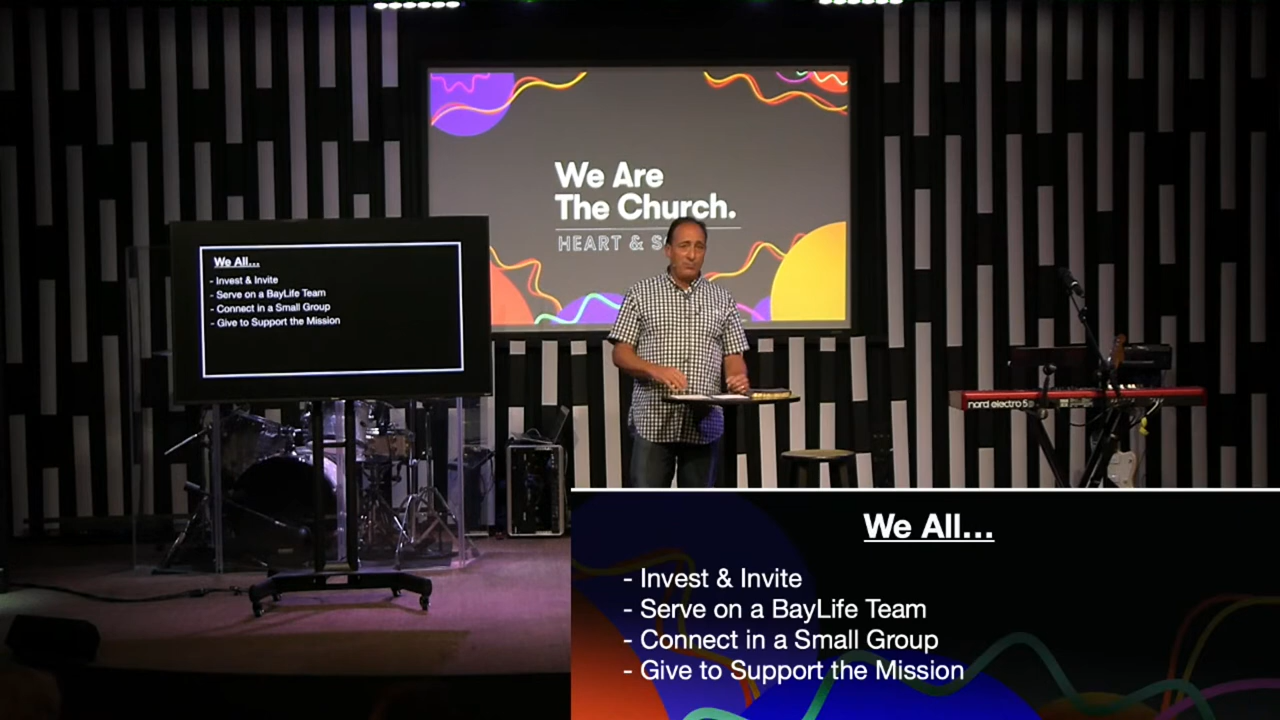 We Are
The Church.
HEART & S
We All...
- Invest & Invite
- Serve on a BayLife Team
- Connect in a Small Group
- Give to Support the Mission
nord electro 5
We All...
- Invest & Invite
- Serve on a BayLife Team
- Connect in a Small Group
- Give to Support the Mission